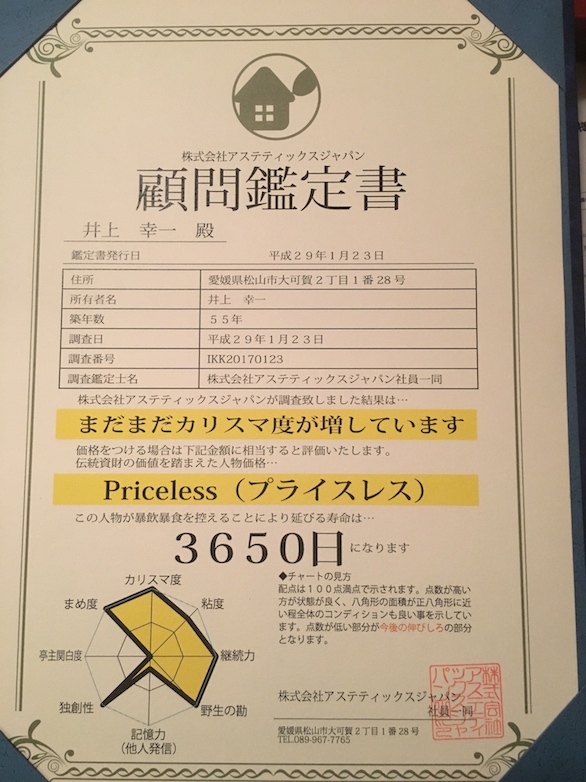 株式会社アステティックスジャパン
顧問鑑定書
井上 幸一 殿
鑑定書発行日 平成29年1月23日
住所 愛媛県松山市大可賀2丁目1番28号
所有者名 井上 幸一
築年数 55年
調査日 平成29年1月23日
調査番号 IKK20170123
調査鑑定士名 株式会社アステティックスジャパン社員一同
株式会社アステティックスジャパンが調査致しました結果は…
まだまだカリスマ度が増しています
価格をつける場合は下記金額に相当すると評価いたします。
伝統資財の価値を踏まえた人物価格…
Priceless（プライスレス）
この人物が暴飲暴食を控えることにより延びる寿命は…
3650日になります
カリスマ度
粘度
継続力
野生の勘
記憶力
(他人発信)
独創性
亭主関白度
まめ度
◆チャートの見方
配点は100点満点で示されます。点数が高い
方が状態が良く、八角形の面積が正八角形に近
い程全体のコンディションも良い事を示してい
ます。点数が低い部分が今後の伸びしろの部分
となります。
株式会社アステティックスジャパン
社員一同
愛媛県松山市大可賀2丁目1番28号
TEL.089-967-7765